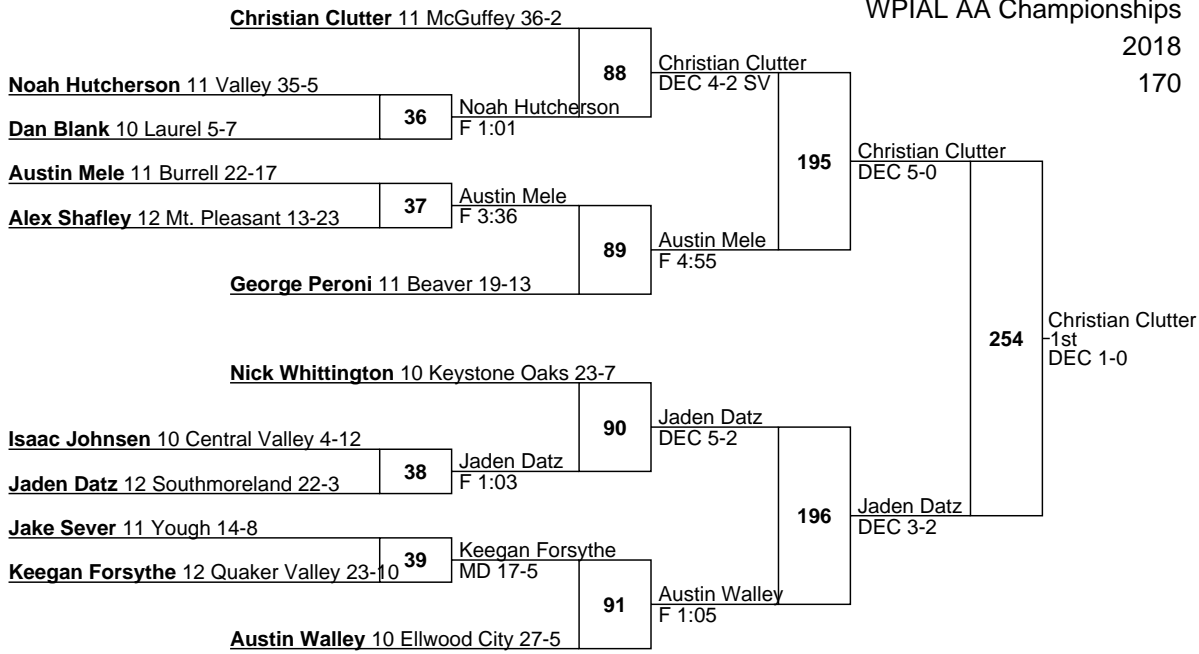 WPIAL AA Championships
2018
170
Christian Clutter 11 McGuffey 36-2
88
Christian Clutter
DEC 4-2 SV
Noah Hutcherson 11 Valley 35-5
36
Noah Hutcherson
F 1:01
Dan Blank 10 Laurel 5-7
195
Christian Clutter
DEC 5-0
Austin Mele 11 Burrell 22-17
37
Austin Mele
F 3:36
Alex Shafley 12 Mt. Pleasant 13-23
89
Austin Mele
F 4:55
George Peroni 11 Beaver 19-13
254
Christian Clutter
1st
DEC 1-0
Nick Whittington 10 Keystone Oaks 23-7
90
Jaden Datz
DEC 5-2
Isaac Johnsen 10 Central Valley 4-12
38
Jaden Datz
F 1:03
Jaden Datz 12 Southmoreland 22-3
196
Jaden Datz
DEC 3-2
Jake Sever 11 Yough 14-8
39
Keegan Forsythe
MD 17-5
Keegan Forsythe 12 Quaker Valley 23-10
91
Austin Walley
F 1:05
Austin Walley 10 Ellwood City 27-5